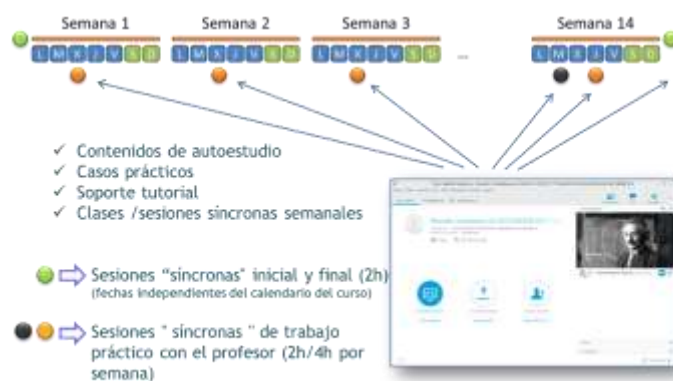 Semana 1 Semana 2 Semana 3 Semana 14
L M X J V S D L M X J V S D L M X J V S D ... L M X J V S D
✓ Contenidos de autoestudio
✓ Casos prácticos
✓ Soporte tutorial
✓ Clases /sesiones síncronas semanales
Sesiones “síncronas" inicial y final (2h)
(fechas independientes del calendario del curso)
Sesiones " síncronas " de trabajo
práctico con el profesor (2h/4h por
semana)